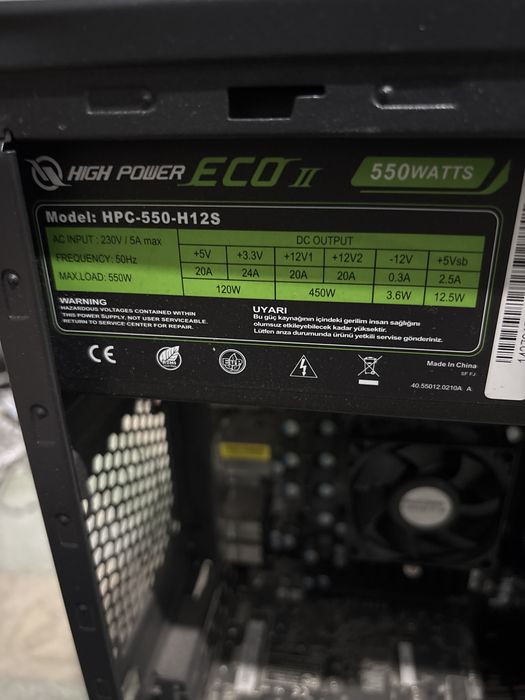 HIGH POWER ECO II 550WATTS
Model: HPC-550-H12S
AC INPUT : 230V / 5A max
DC OUTPUT
FREQUENCY: 50Hz
+5V +3.3V +12V1 +12V2 -12V +5Vsb
MAX.LOAD: 550W
20A 24A 20A 20A 0.3A 2.5A
120W 450W 3.6W 12.5W
WARNING
HAZARDOUS VOLTAGES CONTAINED WITHIN
THIS POWER SUPPLY, NOT USER SERVICEABLE.
RETURN TO SERVICE CENTER FOR REPAIR.
UYARI
Bu güç kaynağının içindeki gerilim insan sağlığını
olumsuz etkileyebilecek kadar yüksektir.
Lütfen arıza durumunda ürünü yetkili servise gönderiniz.
CE
Made In China
SF FJ
40.55012.0210A A